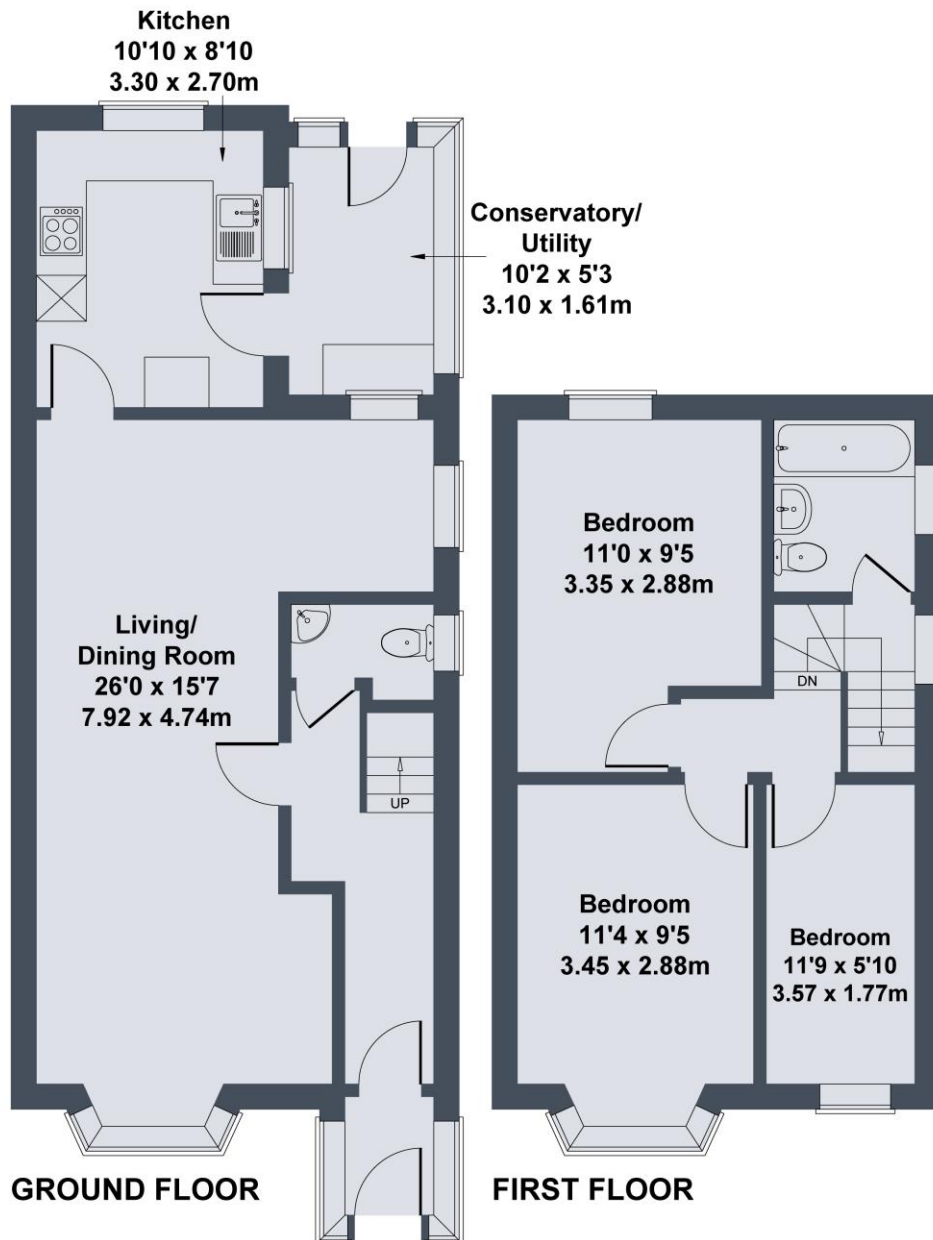 Kitchen
10'10 x 8'10
3.30 x 2.70m
Conservatory/
Utility
10'2 x 5'3
3.10 x 1.61m
Living/
Dining Room
26'0 x 15'7
7.92 x 4.74m
UP
GROUND FLOOR
Bedroom
11'0 x 9'5
3.35 x 2.88m
DN
Bedroom
11'4 x 9'5
3.45 x 2.88m
Bedroom
11'9 x 5'10
3.57 x 1.77m
FIRST FLOOR